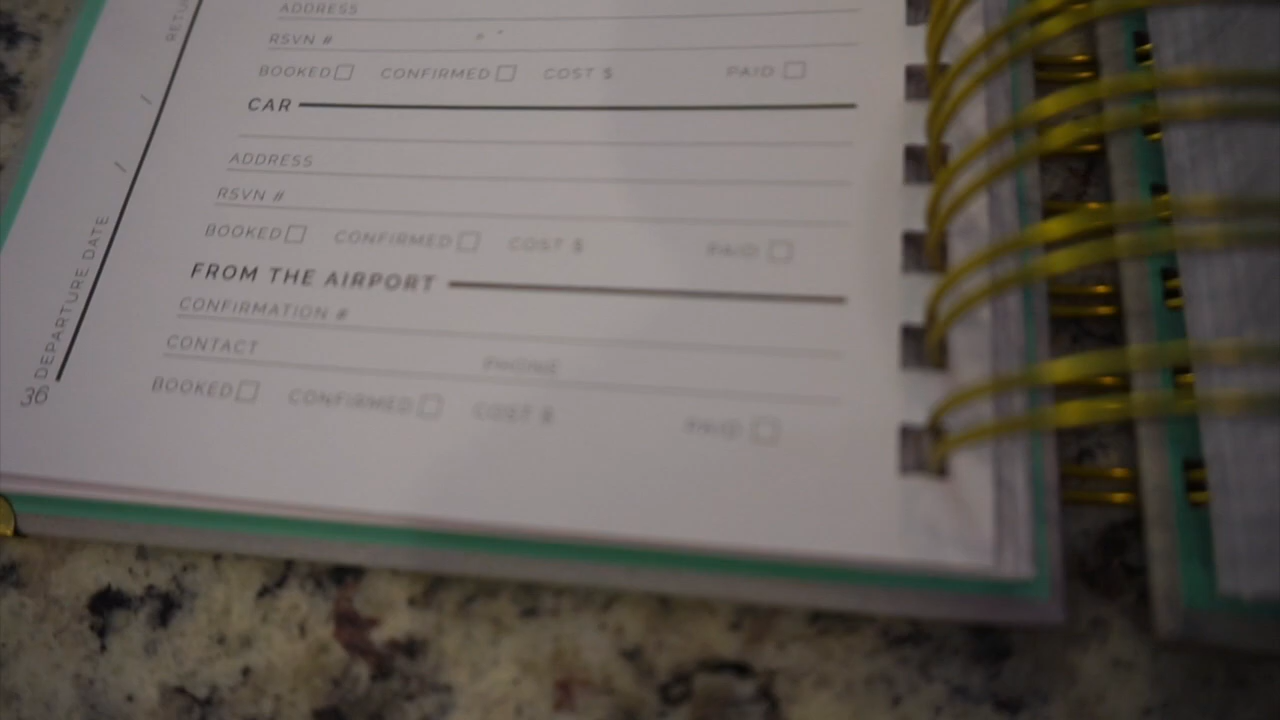 ADDRESS
RSVN #
BOOKED CONFIRMED COST $ PAID
CAR
ADDRESS
RSVN #
BOOKED CONFIRMED COST $ PAID
FROM THE AIRPORT
CONFIRMATION #
CONTACT PHONE
BOOKED CONFIRMED COST $ PAID
DEPARTURE DATE / /
RETU
36